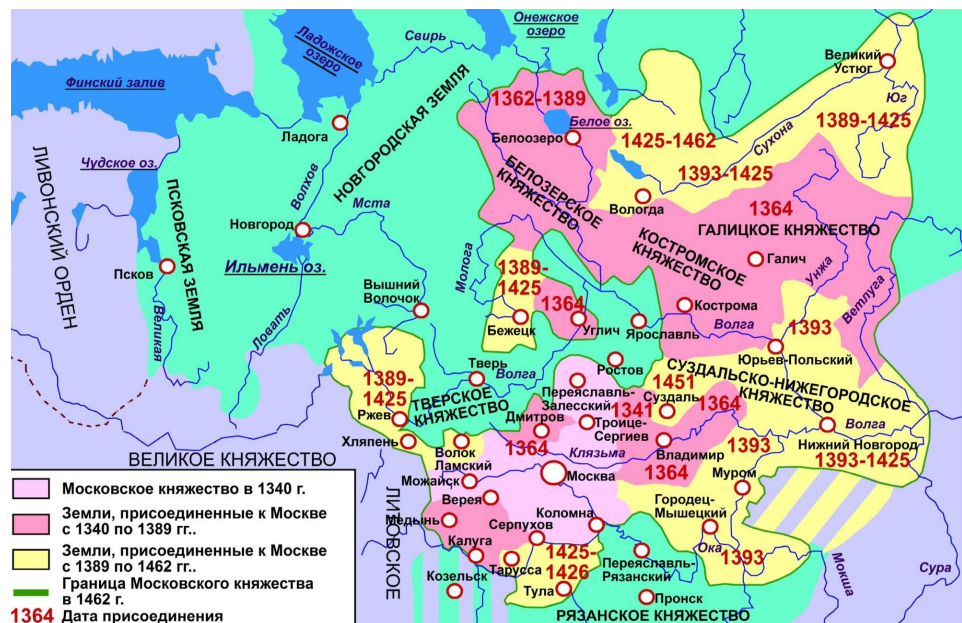 Онежское
озеро
Ладожское
озеро
Свирь
Великий
Устюг
Финский залив
1362-1389
Юг
Белое оз.
1389-1425
Ладога
Белоозеро
1425-1462
Сухона
НОВГОРОДСКАЯ ЗЕМЛЯ
ЛИВОНСКИЙ ОРДЕН
Чудское оз.
БЕЛОЗЕРСКОЕ
КНЯЖЕСТВО
1393-1425
Волхов
Мста
Вологда
1364
ПСКОВСКАЯ ЗЕМЛЯ
Новгород
ГАЛИЦКОЕ КНЯЖЕСТВО
КОСТРОМСКОЕ
КНЯЖЕСТВО
Галич
Унжа
Ветлуга
Псков
Ильмень оз.
Молога
1389-
1425
Вышний
Волочок
1364
Кострома
Великая
Ловать
Бежецк
Углич
Ярославль
Волга
1393
Юрьев-Польский
Тверь
Волга
Ростов
1389-
1425
СУЗДАЛЬСКО-НИЖЕГОРОДСКОЕ
КНЯЖЕСТВО
Переяславль-
Залесский
1451
Суздаль
ТВЕРСКОЕ
КНЯЖЕСТВО
Ржев
Дмитров
1341
1364
Троице-
Сергиев
Волга
Хляпень
1364
Клязьма
Владимир
1393
Нижний Новгород
1393-1425
ВЕЛИКОЕ КНЯЖЕСТВО
Волок
Ламский
1364
Москва
Муром
ЛИТОВСКОЕ
Можайск
Верея
Городец-
Мышецкий
Медынь
Серпухов
Коломна
Калуга
1425-
1426
Ока
1393
Переяславль-
Рязанский
Мокша
Сура
Козельск
Тарусса
Тула
Пронск
РЯЗАНСКОЕ КНЯЖЕСТВО
Московское княжество в 1340 г.
Земли, присоединенные к Москве
с 1340 по 1389 гг..
Земли, присоединенные к Москве
с 1389 по 1462 гг..
Граница Московского княжества
в 1462 г.
1364 Дата присоединения